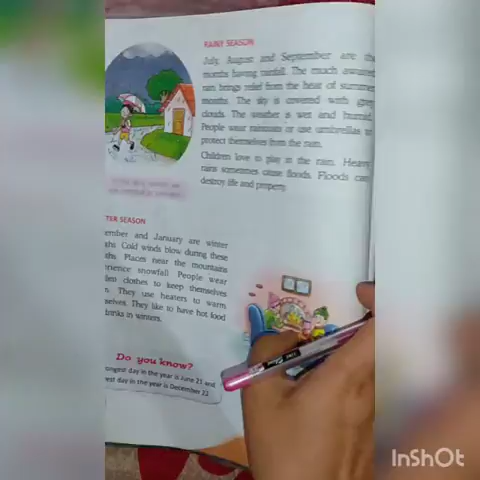 RAINY SEASON
July, August and September are the
months having rainfall. The much awaited
rain brings relief from the heat of summer
months. The sky is covered with grey
clouds. The weather is wet and humid.
People wear raincoats or use umbrellas to
protect themselves from the rain.
Children love to play in the rain. Heavy
rains sometimes cause floods. Floods can
destroy life and property.
TER SEASON
ember and January are winter
ths. Cold winds blow during these
ths. Places near the mountains
rience snowfall. People wear
len clothes to keep themselves
. They use heaters to warm
selves. They like to have hot food
drinks in winters.
Do you know?
ongest day in the year is June 21 and
est day in the year is December 22
InShOt